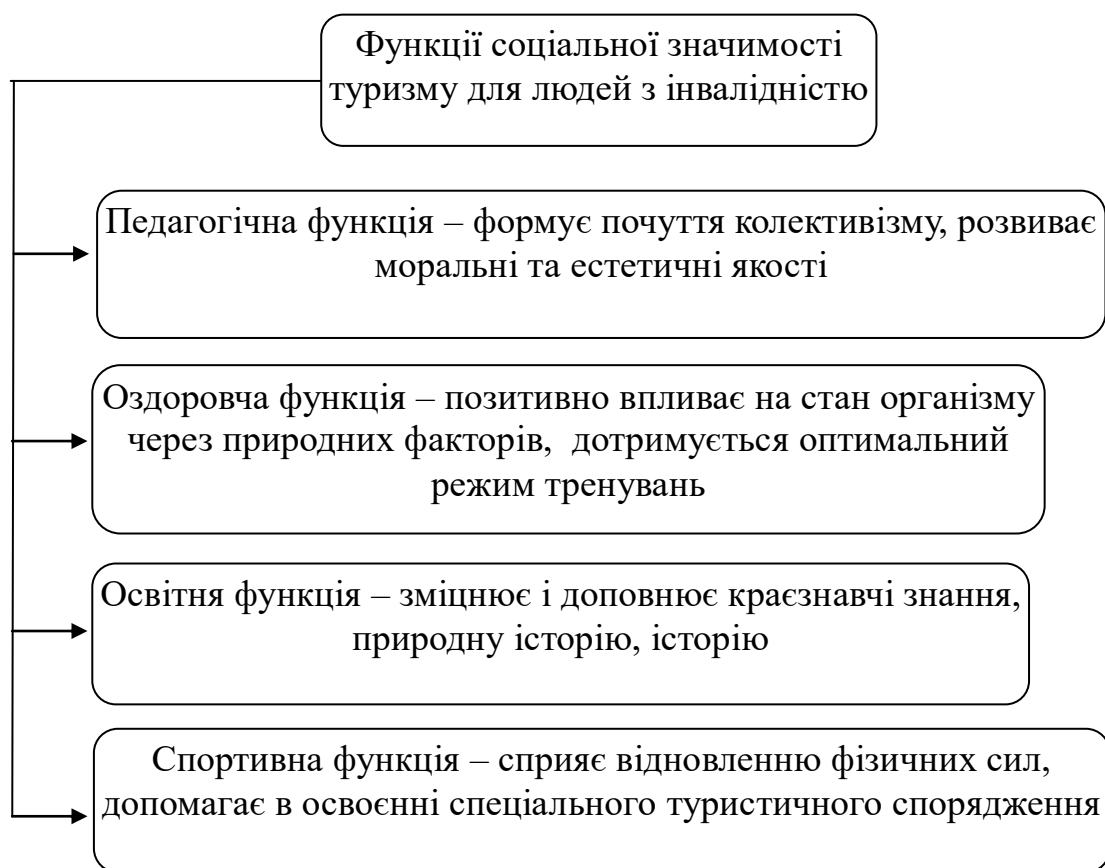 Функції соціальної значимості
туризму для людей з інвалідністю
Педагогічна функція – формує почуття колективізму, розвиває
моральні та естетичні якості
Оздоровча функція – позитивно впливає на стан організму
через природних факторів, дотримується оптимальний
режим тренувань
Освітня функція – зміцнює і доповнює краєзнавчі знання,
природну історію, історію
Спортивна функція – сприяє відновленню фізичних сил,
допомагає в освоєнні спеціального туристичного спорядження